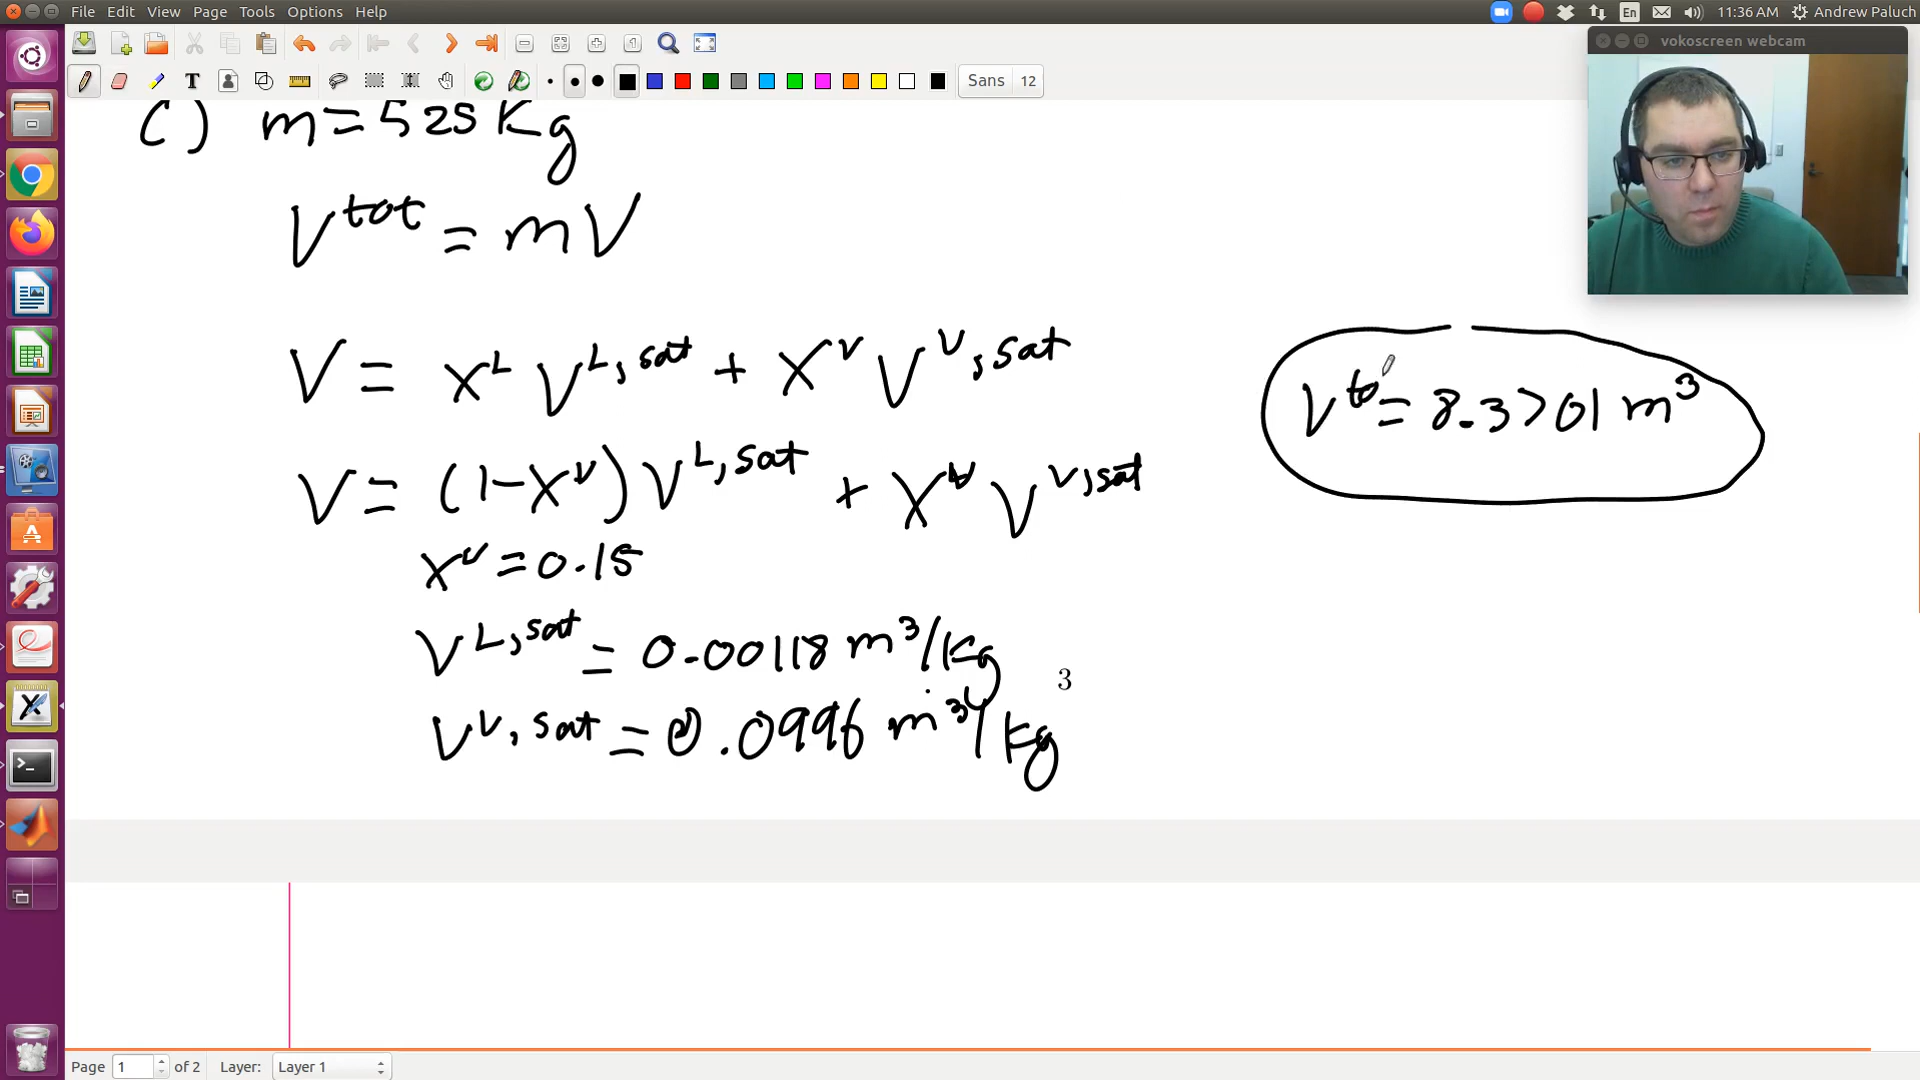 File Edit View Page Tools Options Help
En 11:36 AM Andrew Paluch
vokoscreen webcam
Sans 12
C) m=525 Kg
V^tot = mV
V = X^L V^L,sat + X^V V^V,sat
V^to = 8.3701 m^3
V = (1-X^V) V^L,sat + X^V V^V,sat
X^V = 0.15
V^L,sat = 0.00118 m^3/Kg
3
V^V,sat = 0.0996 m^3/Kg
Page 1 of 2 Layer: Layer 1